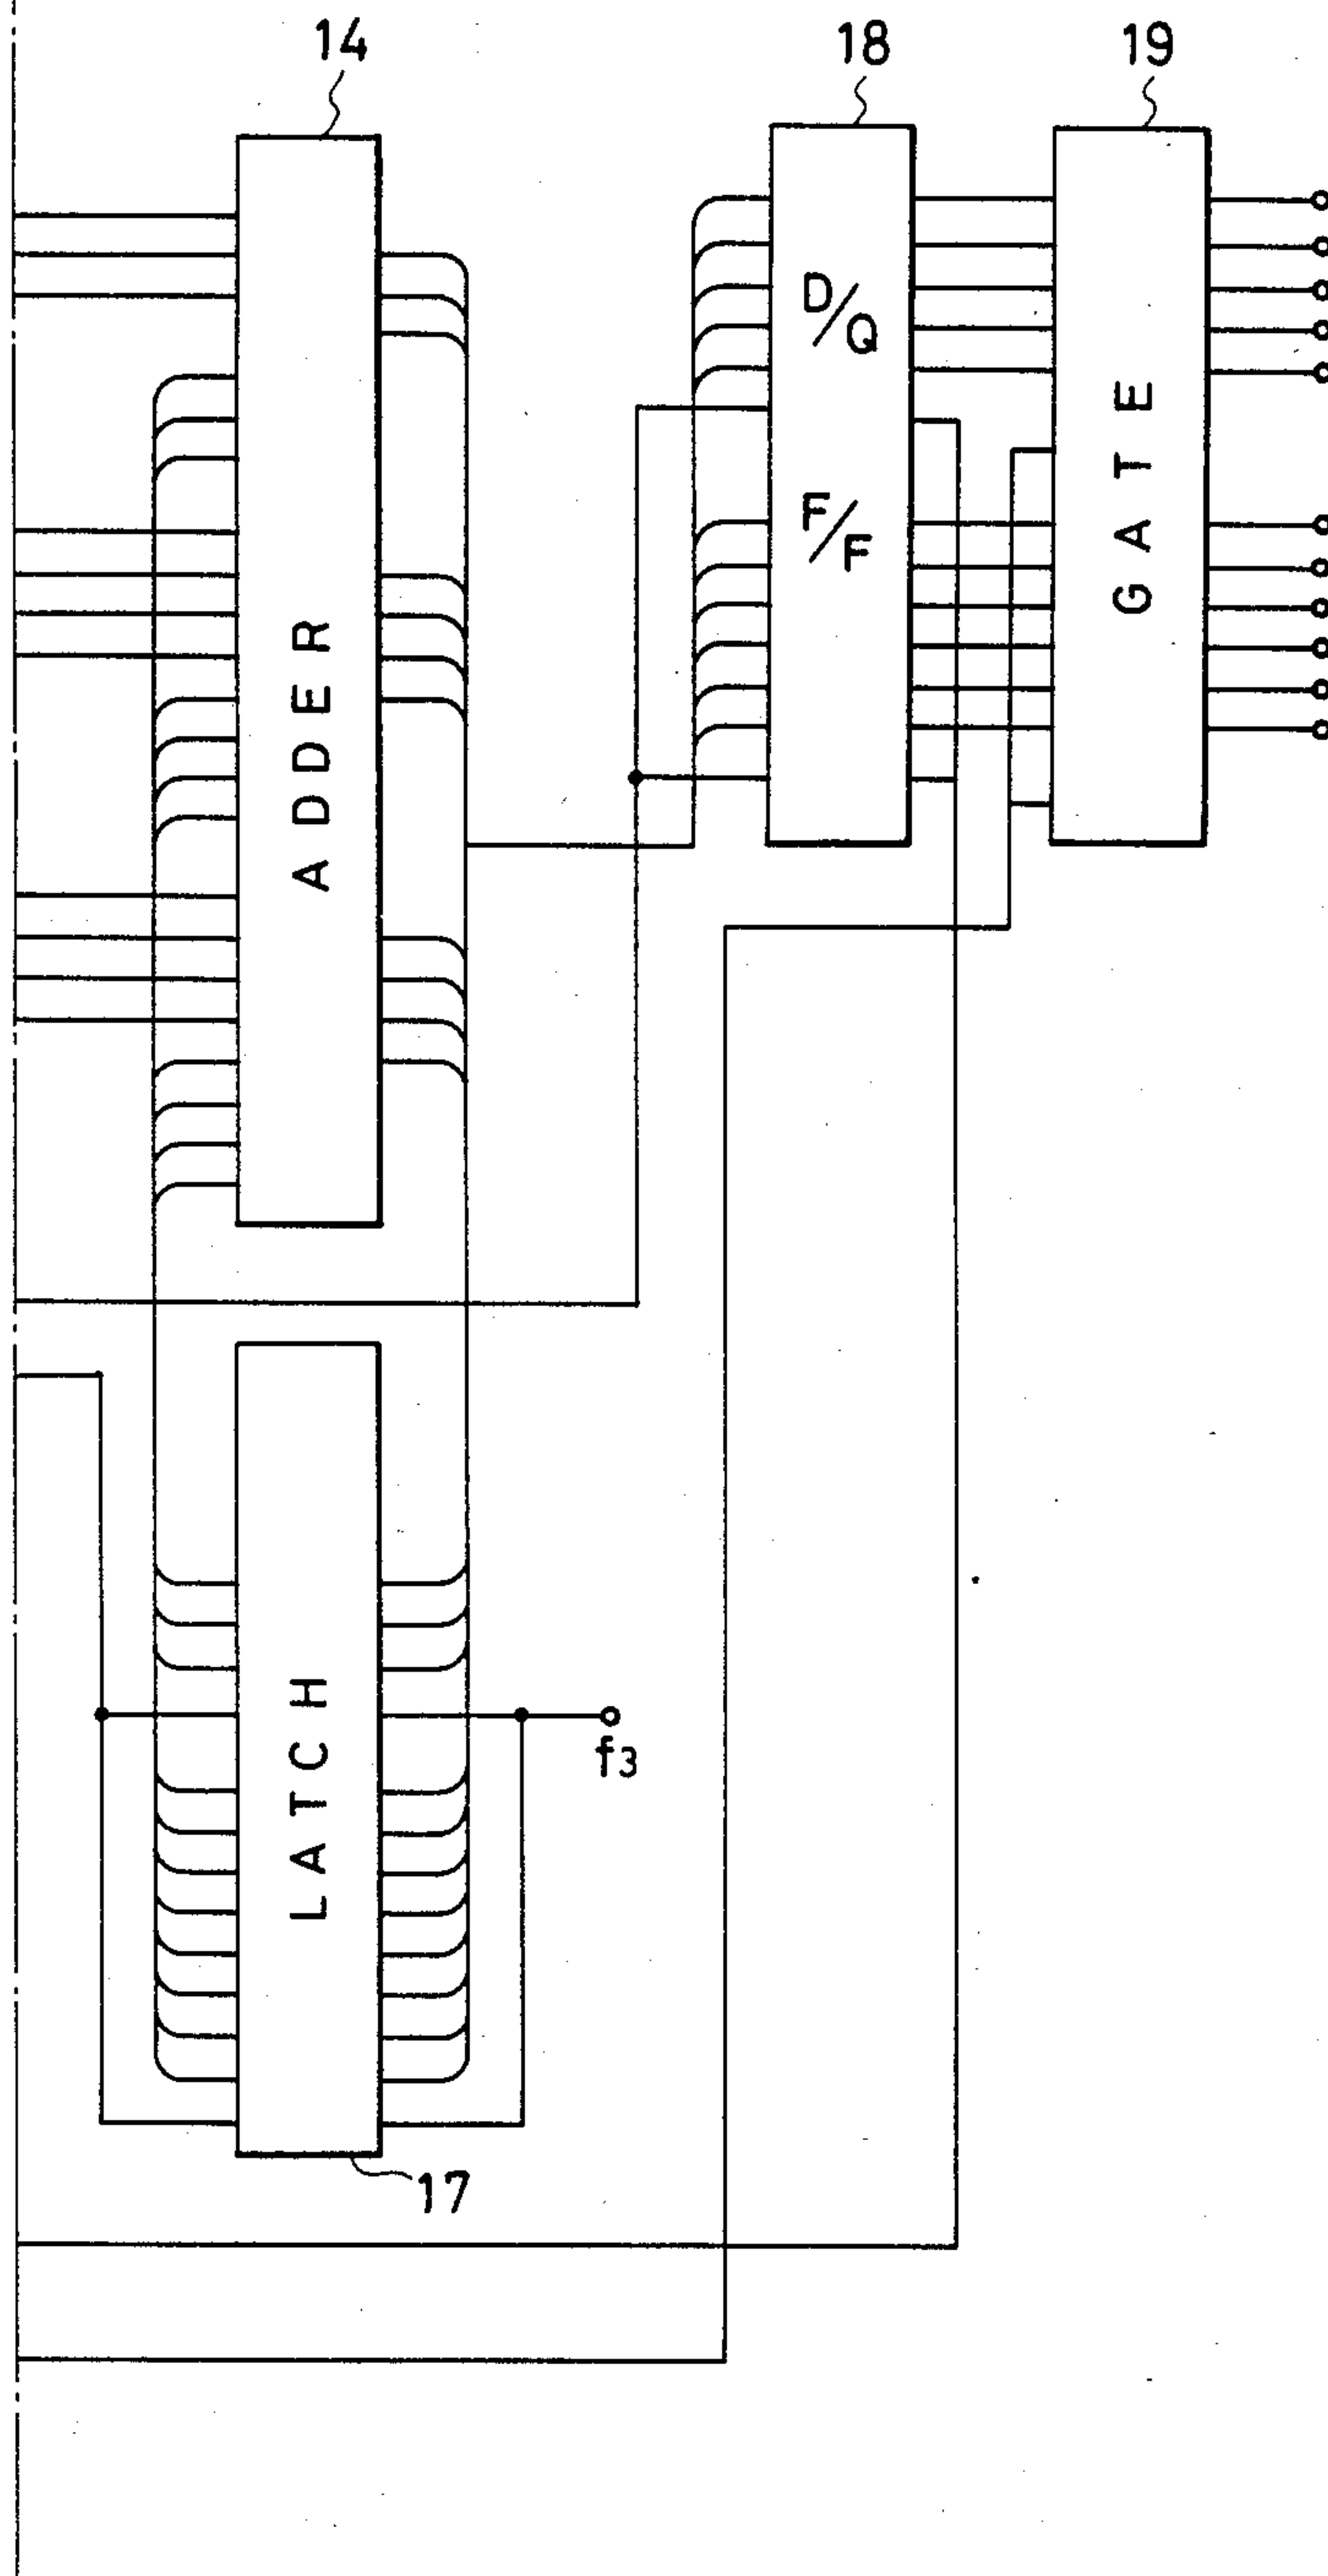 14
18
19
D/Q
F/F
GATE
ADDER
LATCH
f3
17